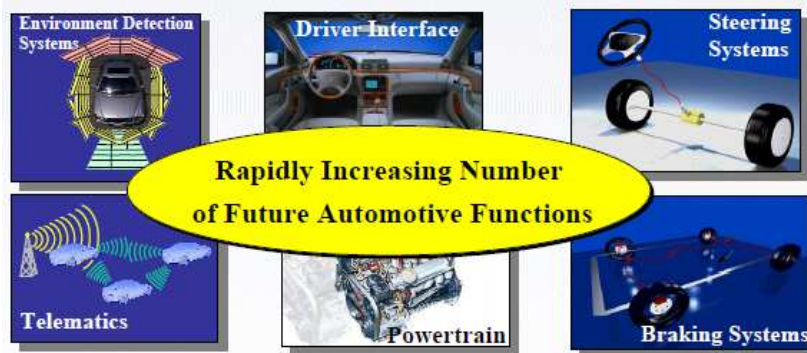 Environment Detection
Systems
Driver Interface
Steering
Systems
Rapidly Increasing Number
of Future Automotive Functions
Telematics
Powertrain
Braking Systems